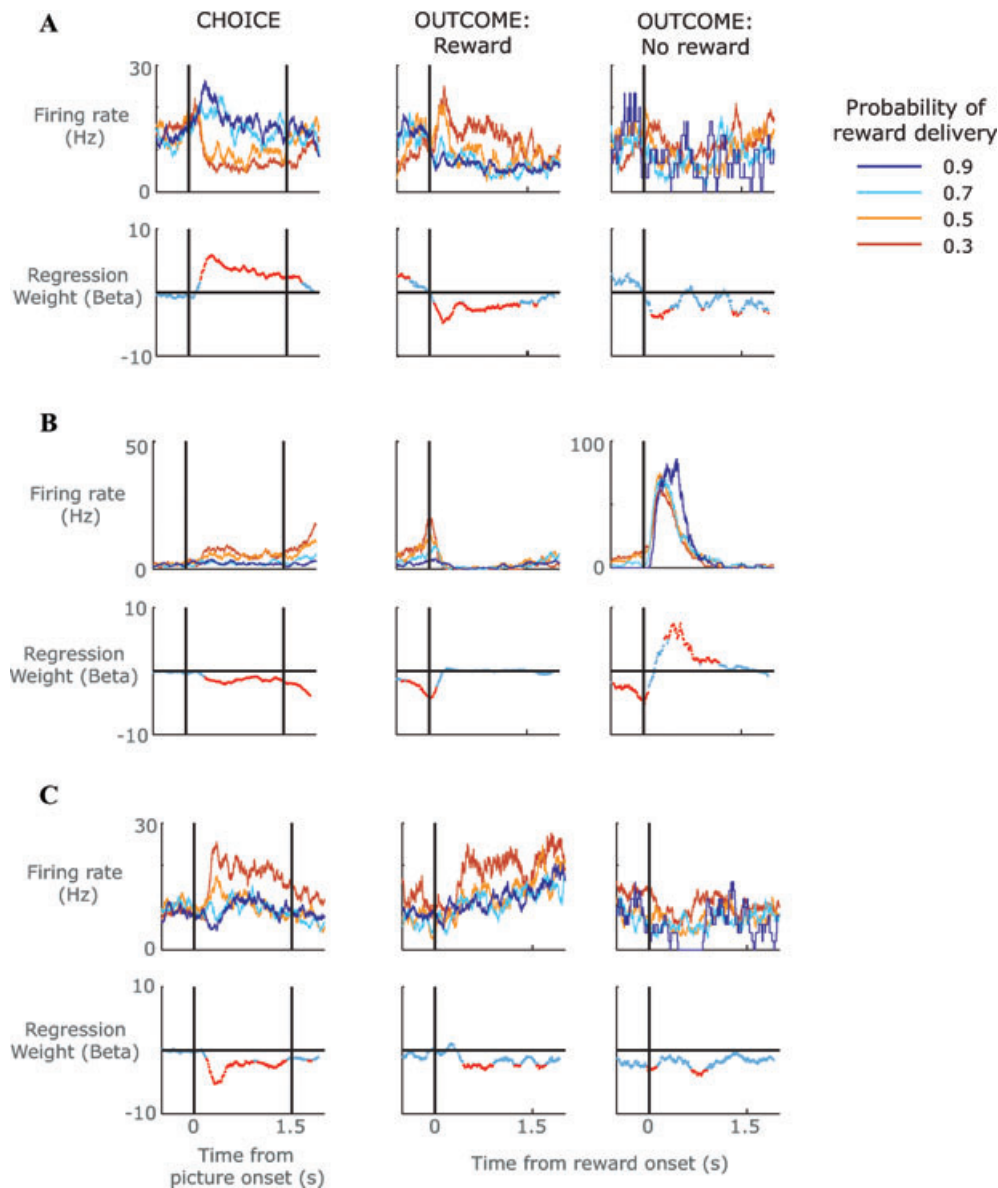 A
CHOICE
OUTCOME:
Reward
OUTCOME:
No reward
Probability of
reward delivery
0.9
0.7
0.5
0.3
30
Firing rate
(Hz)
0
10
Regression
Weight (Beta)
-10
B
50
Firing rate
(Hz)
0
100
0
10
Regression
Weight (Beta)
-10
C
30
Firing rate
(Hz)
0
10
Regression
Weight (Beta)
-10
0 1.5
0 1.5
0 1.5
Time from
picture onset (s)
Time from reward onset (s)